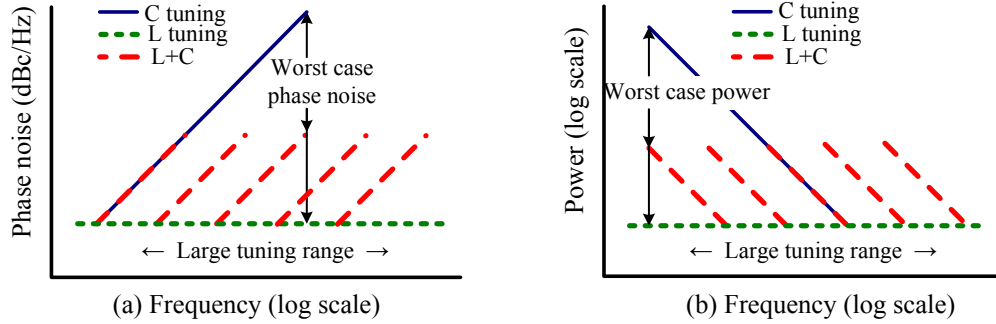 Phase noise (dBc/Hz)
C tuning
L tuning
L+C
Worst case
phase noise
← Large tuning range →
(a) Frequency (log scale)
Power (log scale)
C tuning
L tuning
L+C
Worst case power
← Large tuning range →
(b) Frequency (log scale)